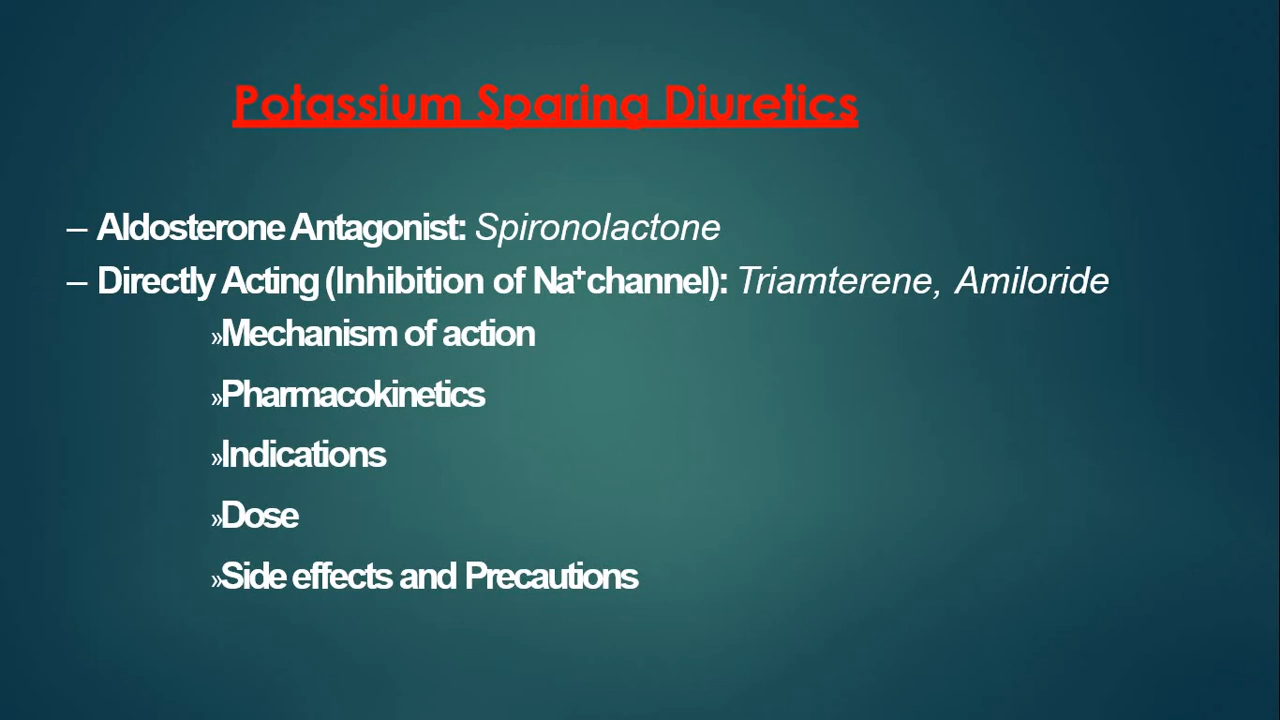 Potassium Sparing Diuretics
– Aldosterone Antagonist: Spironolactone
– Directly Acting (Inhibition of Na⁺channel): Triamterene, Amiloride
»Mechanism of action
»Pharmacokinetics
»Indications
»Dose
»Side effects and Precautions